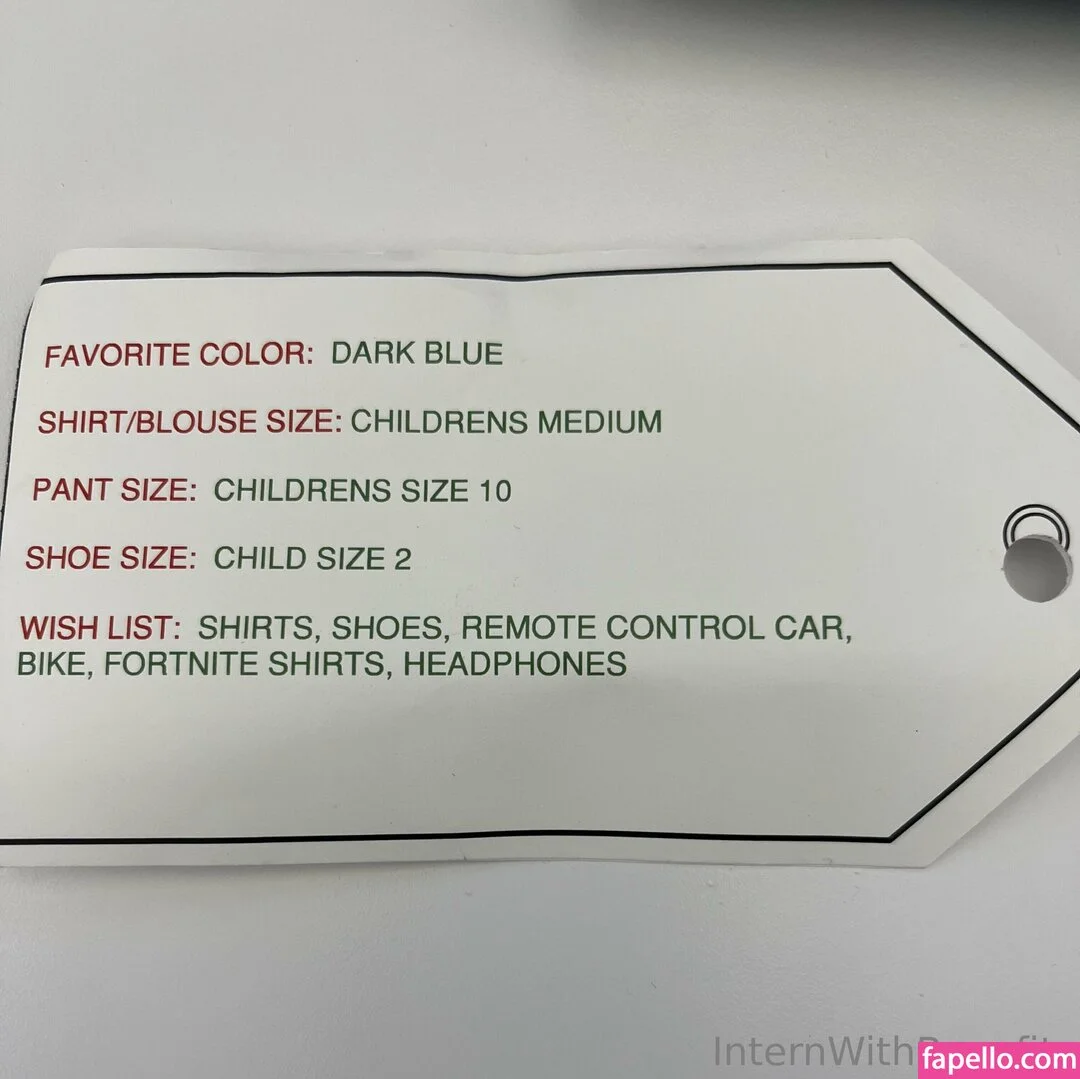 FAVORITE COLOR: DARK BLUE
SHIRT/BLOUSE SIZE: CHILDRENS MEDIUM
PANT SIZE: CHILDRENS SIZE 10
SHOE SIZE: CHILD SIZE 2
WISH LIST: SHIRTS, SHOES, REMOTE CONTROL CAR,
BIKE, FORTNITE SHIRTS, HEADPHONES
fapello.com